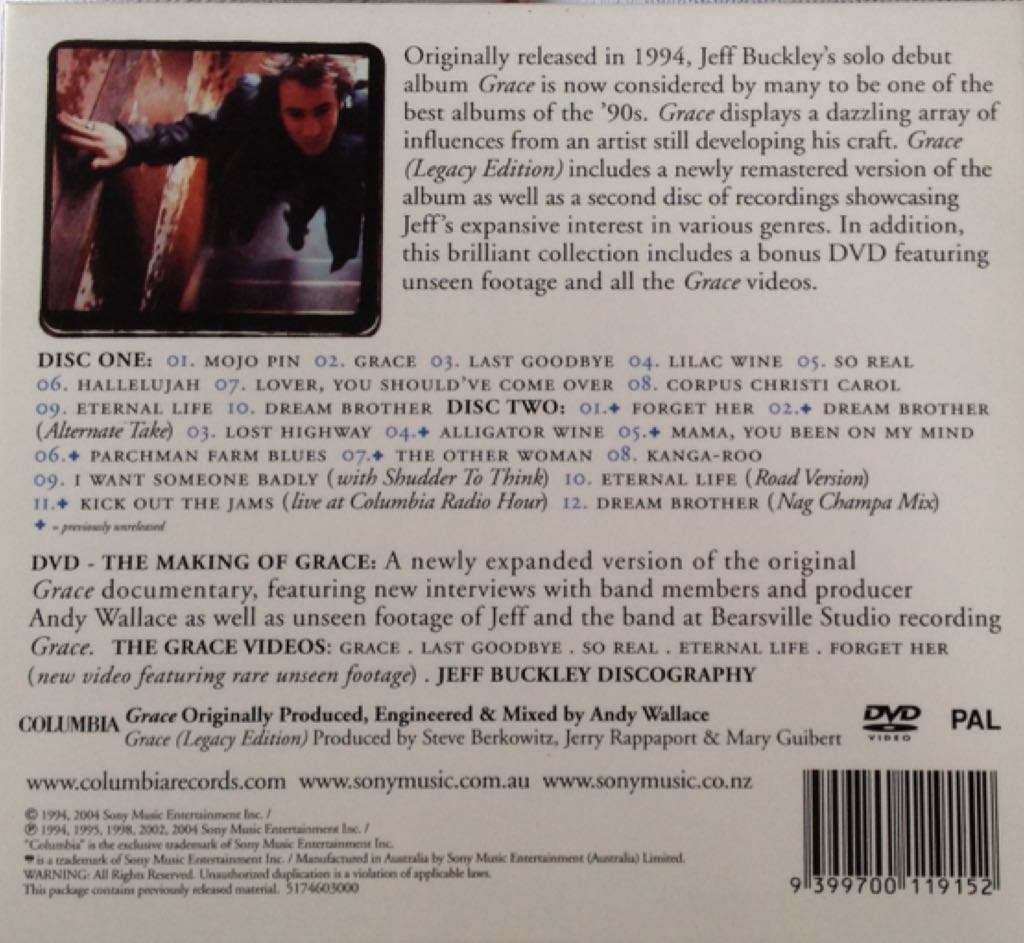 Originally released in 1994, Jeff Buckley's solo debut
album Grace is now considered by many to be one of the
best albums of the '90s. Grace displays a dazzling array of
influences from an artist still developing his craft. Grace
(Legacy Edition) includes a newly remastered version of the
album as well as a second disc of recordings showcasing
Jeff's expansive interest in various genres. In addition,
this brilliant collection includes a bonus DVD featuring
unseen footage and all the Grace videos.
DISC ONE: 01. MOJO PIN 02. GRACE 03. LAST GOODBYE 04. LILAC WINE 05. SO REAL
06. HALLELUJAH 07. LOVER, YOU SHOULD'VE COME OVER 08. CORPUS CHRISTI CAROL
09. ETERNAL LIFE 10. DREAM BROTHER DISC TWO: 01.✦ FORGET HER 02.✦ DREAM BROTHER
(Alternate Take) 03. LOST HIGHWAY 04.✦ ALLIGATOR WINE 05.✦ MAMA, YOU BEEN ON MY MIND
06.✦ PARCHMAN FARM BLUES 07.✦ THE OTHER WOMAN 08. KANGA-ROO
09. I WANT SOMEONE BADLY (with Shudder To Think) 10. ETERNAL LIFE (Road Version)
11.✦ KICK OUT THE JAMS (live at Columbia Radio Hour) 12. DREAM BROTHER (Nag Champa Mix)
✦ = previously unreleased
DVD - THE MAKING OF GRACE: A newly expanded version of the original
Grace documentary, featuring new interviews with band members and producer
Andy Wallace as well as unseen footage of Jeff and the band at Bearsville Studio recording
Grace. THE GRACE VIDEOS: GRACE . LAST GOODBYE . SO REAL . ETERNAL LIFE . FORGET HER
(new video featuring rare unseen footage) . JEFF BUCKLEY DISCOGRAPHY
COLUMBIA Grace Originally Produced, Engineered & Mixed by Andy Wallace
Grace (Legacy Edition) Produced by Steve Berkowitz, Jerry Rappaport & Mary Guibert
DVD VIDEO PAL
www.columbiarecords.com www.sonymusic.com.au www.sonymusic.co.nz
© 1994, 2004 Sony Music Entertainment Inc. /
℗ 1994, 1995, 1998, 2002, 2004 Sony Music Entertainment Inc. /
"Columbia" is the exclusive trademark of Sony Music Entertainment Inc.
is a trademark of Sony Music Entertainment Inc. / Manufactured in Australia by Sony Music Entertainment (Australia) Limited.
WARNING: All Rights Reserved. Unauthorized duplication is a violation of applicable laws.
This package contains previously released material. 5174603000
9 399700 119152